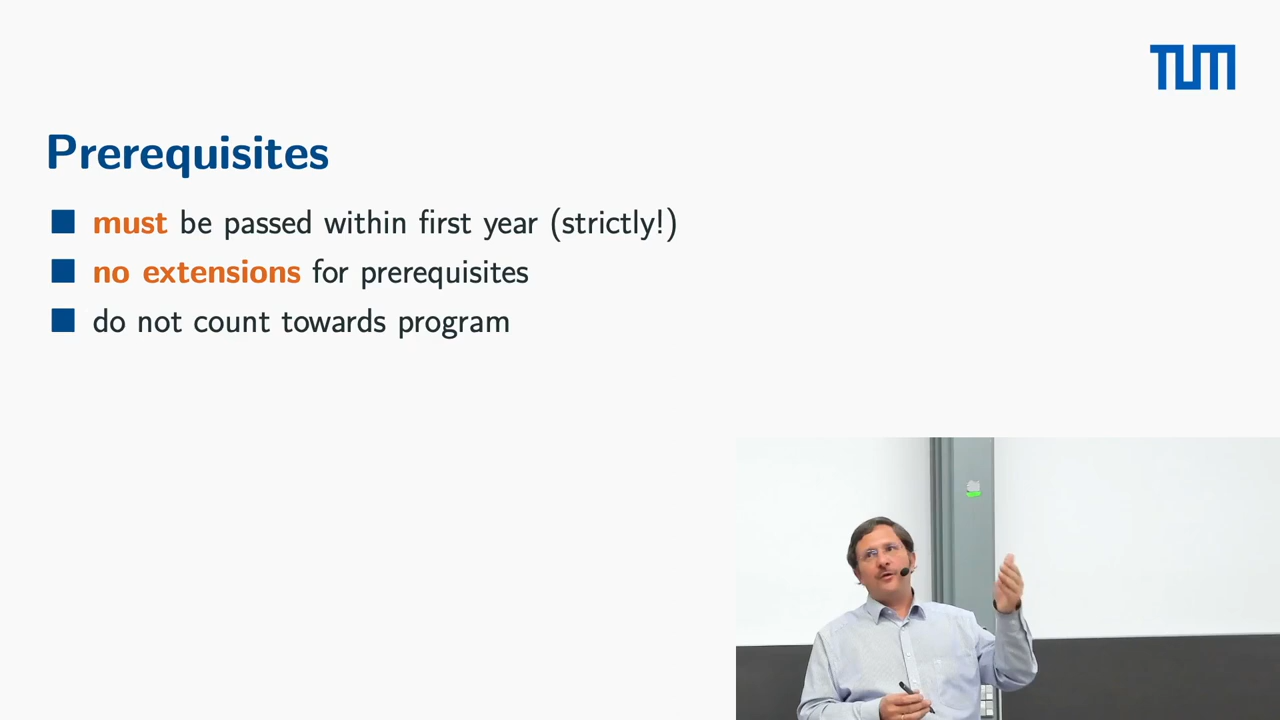 TUM
Prerequisites
must be passed within first year (strictly!)
no extensions for prerequisites
do not count towards program